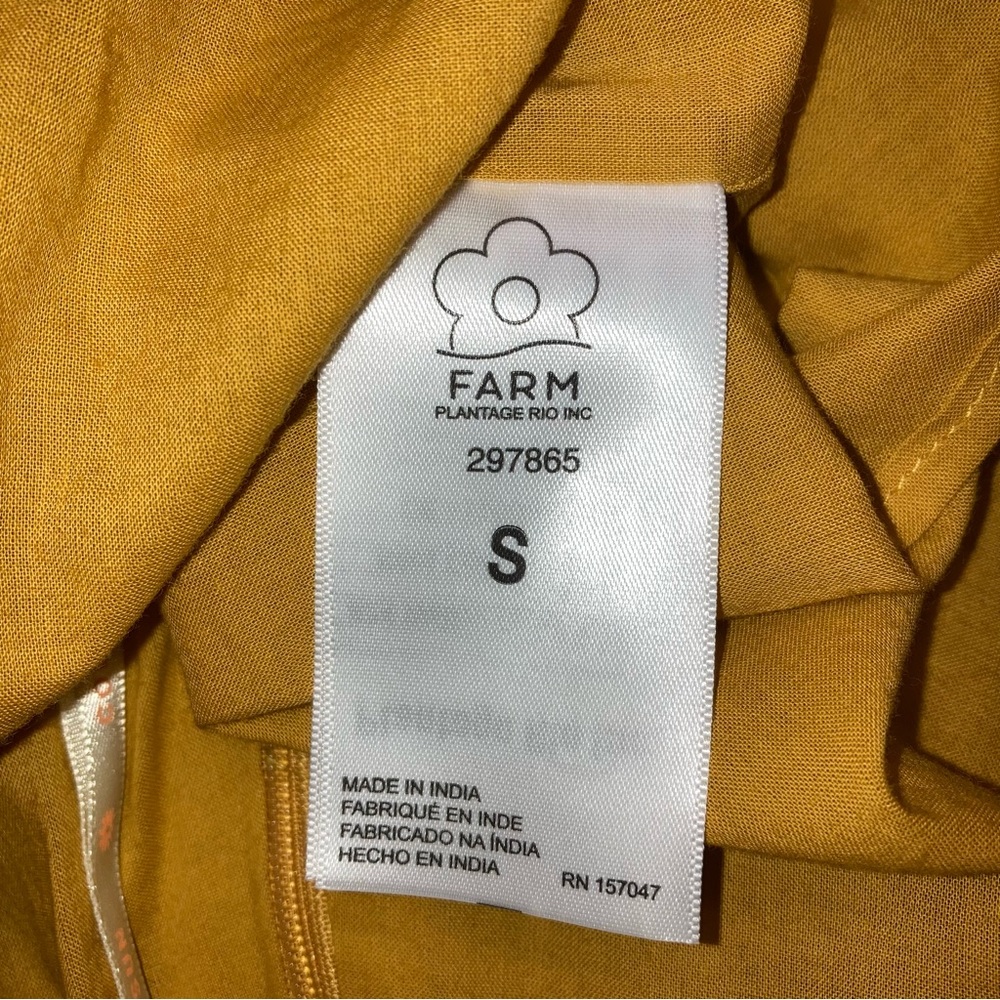 FARM
PLANTAGE RIO INC
297865
S
MADE IN INDIA
FABRIQUÉ EN INDE
FABRICADO NA ÍNDIA
HECHO EN INDIA
RN 157047